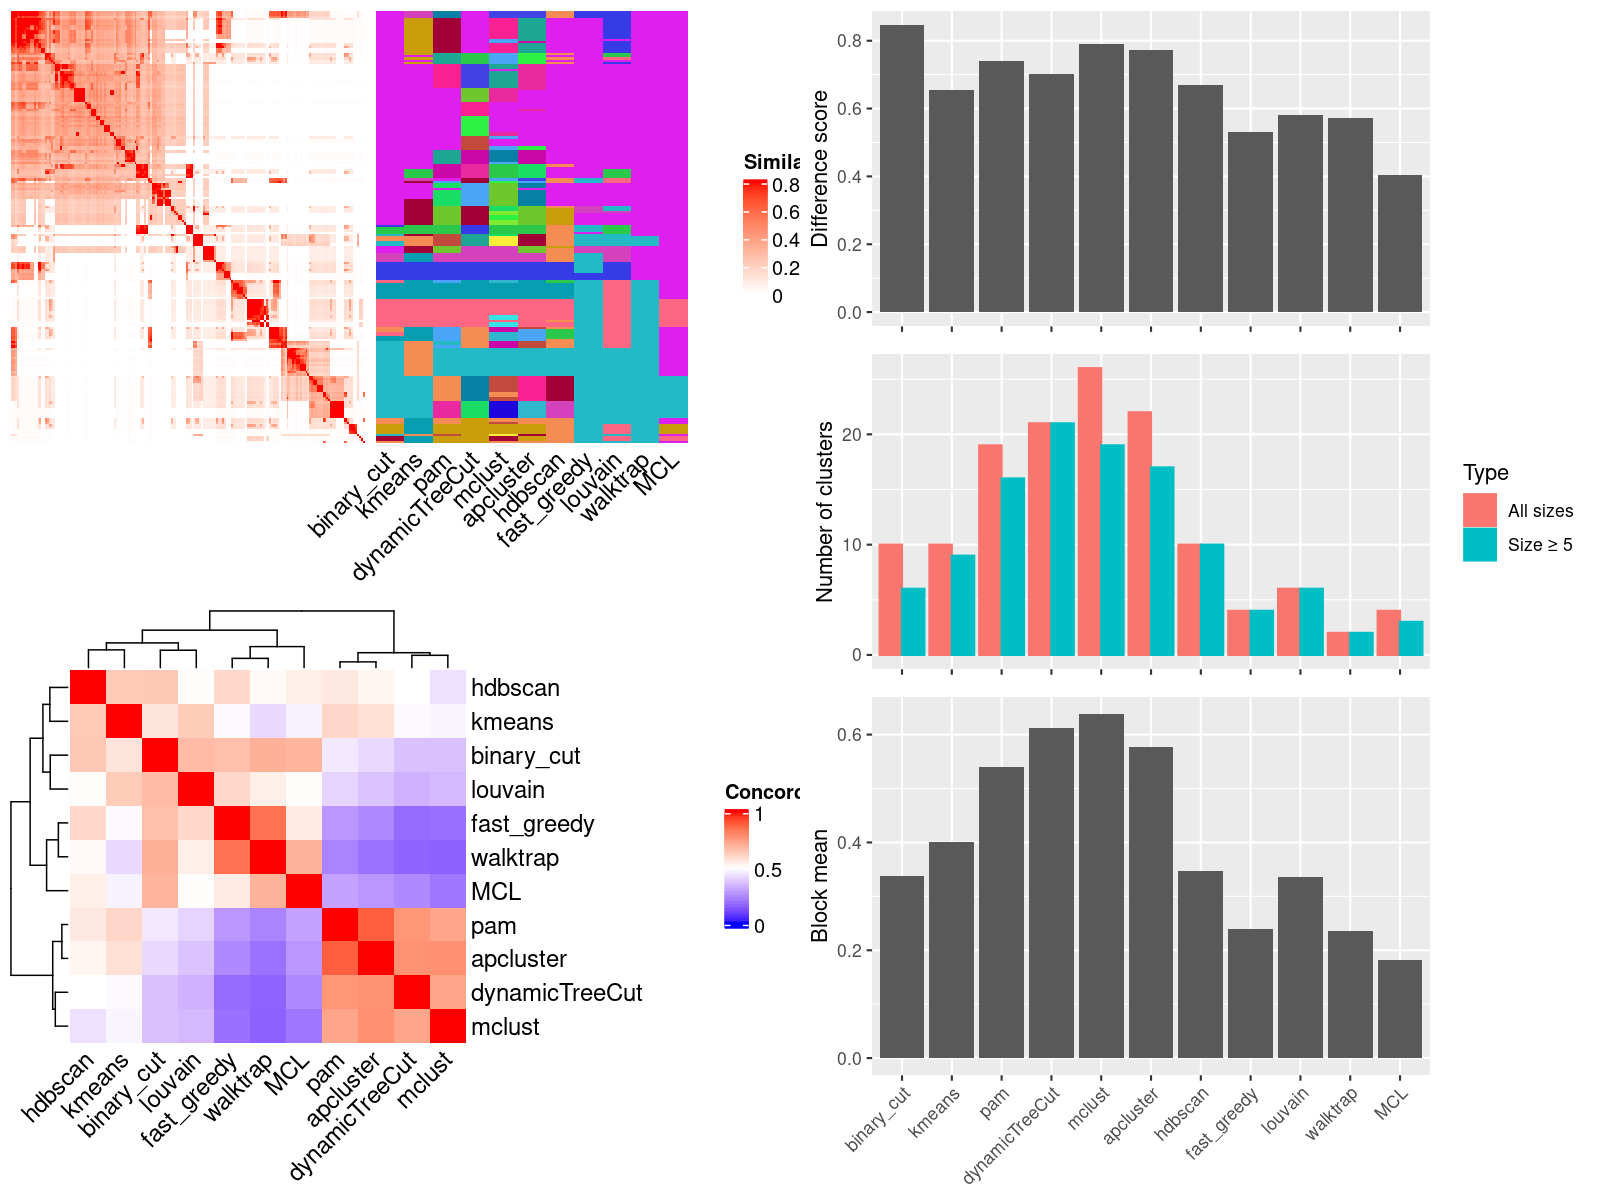 Simila
0.8
0.6
0.4
0.2
0
binary_cut
kmeans
pam
dynamicTreeCut
mclust
apcluster
hdbscan
fast_greedy
louvain
walktrap
MCL
hdbscan
kmeans
binary_cut
louvain
fast_greedy
walktrap
MCL
pam
apcluster
dynamicTreeCut
mclust
hdbscan
kmeans
binary_cut
louvain
fast_greedy
walktrap
MCL
pam
apcluster
dynamicTreeCut
mclust
Concord
1
0.5
0
Difference score
0.8
0.6
0.4
0.2
0.0
Number of clusters
20
10
0
Type
All sizes
Size ≥ 5
Block mean
0.6
0.4
0.2
0.0
binary_cut
kmeans
pam
dynamicTreeCut
mclust
apcluster
hdbscan
fast_greedy
louvain
walktrap
MCL